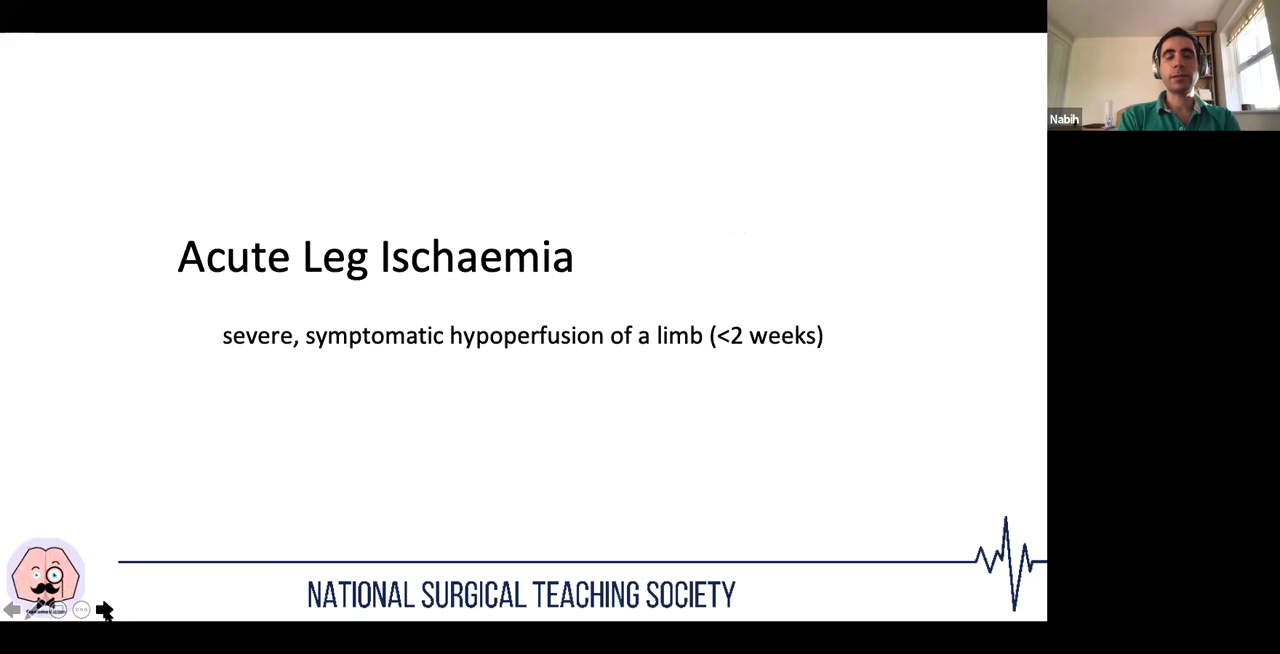 Nabih
Acute Leg Ischaemia
severe, symptomatic hypoperfusion of a limb (<2 weeks)
NATIONAL SURGICAL TEACHING SOCIETY